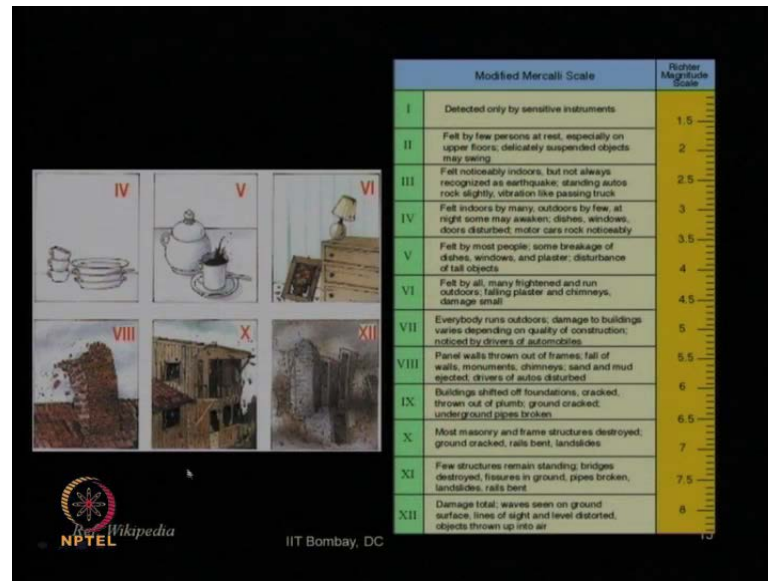 IV
V
VI
VIII
X
XII
Modified Mercalli Scale
Richter
Magnitude
Scale
I
Detected only by sensitive instruments
II
Felt by few persons at rest, especially on
upper floors; delicately suspended objects
may swing
III
Felt noticeably indoors, but not always
recognized as earthquake; standing autos
rock slightly, vibration like passing truck
IV
Felt indoors by many, outdoors by few, at
night some may awaken; dishes, windows,
doors disturbed; motor cars rock noticeably
V
Felt by most people; some breakage of
dishes, windows, and plaster; disturbance
of tall objects
VI
Felt by all, many frightened and run
outdoors; falling plaster and chimneys,
damage small
VII
Everybody runs outdoors; damage to buildings
varies depending on quality of construction;
noticed by drivers of automobiles
VIII
Panel walls thrown out of frames; fall of
walls, monuments, chimneys; sand and mud
ejected; drivers of autos disturbed
IX
Buildings shifted off foundations, cracked,
thrown out of plumb; ground cracked;
underground pipes broken
X
Most masonry and frame structures destroyed;
ground cracked, rails bent, landslides
XI
Few structures remain standing; bridges
destroyed, fissures in ground, pipes broken,
landslides, rails bent
XII
Damage total; waves seen on ground
surface, lines of sight and level distorted,
objects thrown up into air
1.5
2
2.5
3
3.5
4
4.5
5
5.5
6
6.5
7
7.5
8
Wikipedia
NPTEL
IIT Bombay, DC